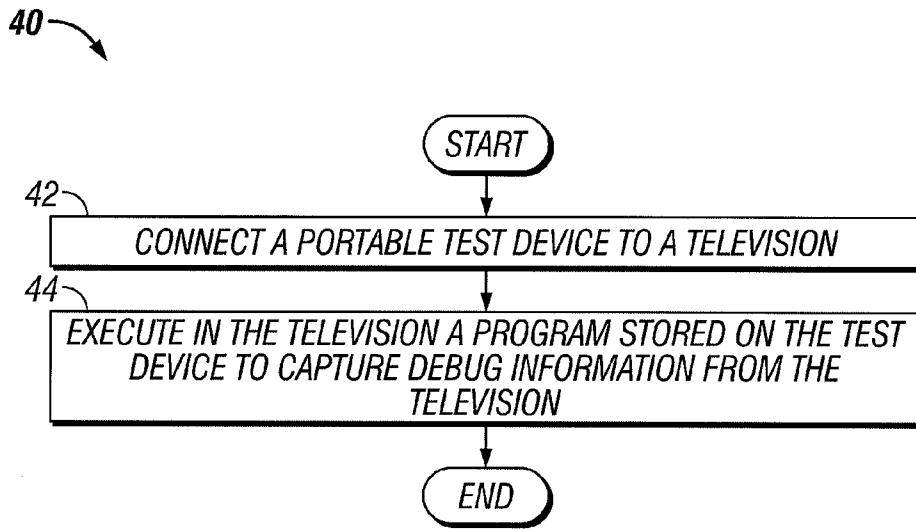 40
START
42
CONNECT A PORTABLE TEST DEVICE TO A TELEVISION
44
EXECUTE IN THE TELEVISION A PROGRAM STORED ON THE TEST
DEVICE TO CAPTURE DEBUG INFORMATION FROM THE
TELEVISION
END